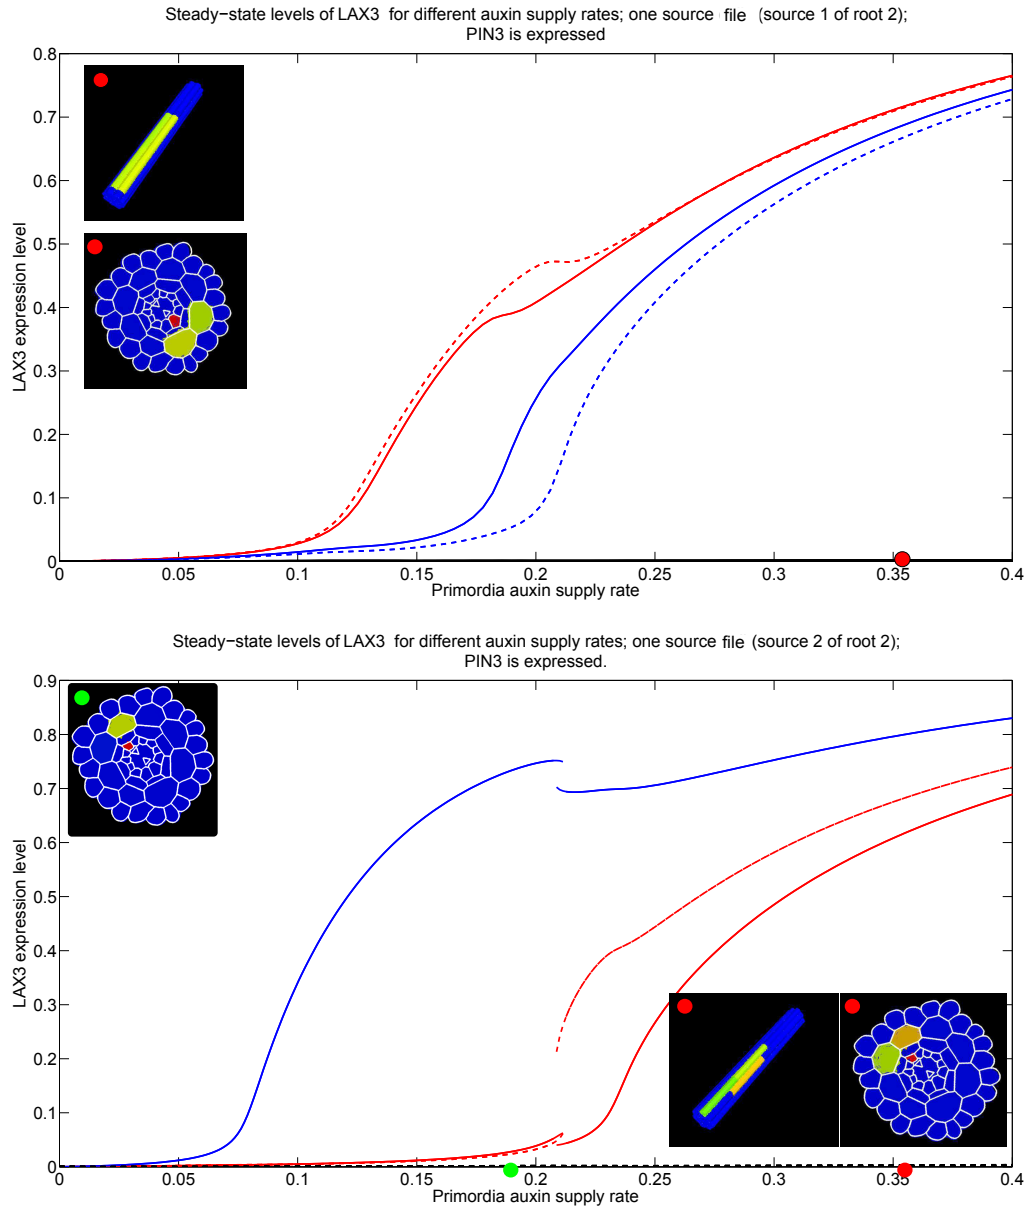 Steady−state levels of LAX3 for different auxin supply rates; one source file (source 1 of root 2);
PIN3 is expressed
0.8
0.7
0.6
0.5
0.4
0.3
0.2
0.1
0
LAX3 expression level
0 0.05 0.1 0.15 0.2 0.25 0.3 0.35 0.4
Primordia auxin supply rate
Steady−state levels of LAX3 for different auxin supply rates; one source file (source 2 of root 2);
PIN3 is expressed.
0.9
0.8
0.7
0.6
0.5
0.4
0.3
0.2
0.1
0
LAX3 expression level
0 0.05 0.1 0.15 0.2 0.25 0.3 0.35 0.4
Primordia auxin supply rate